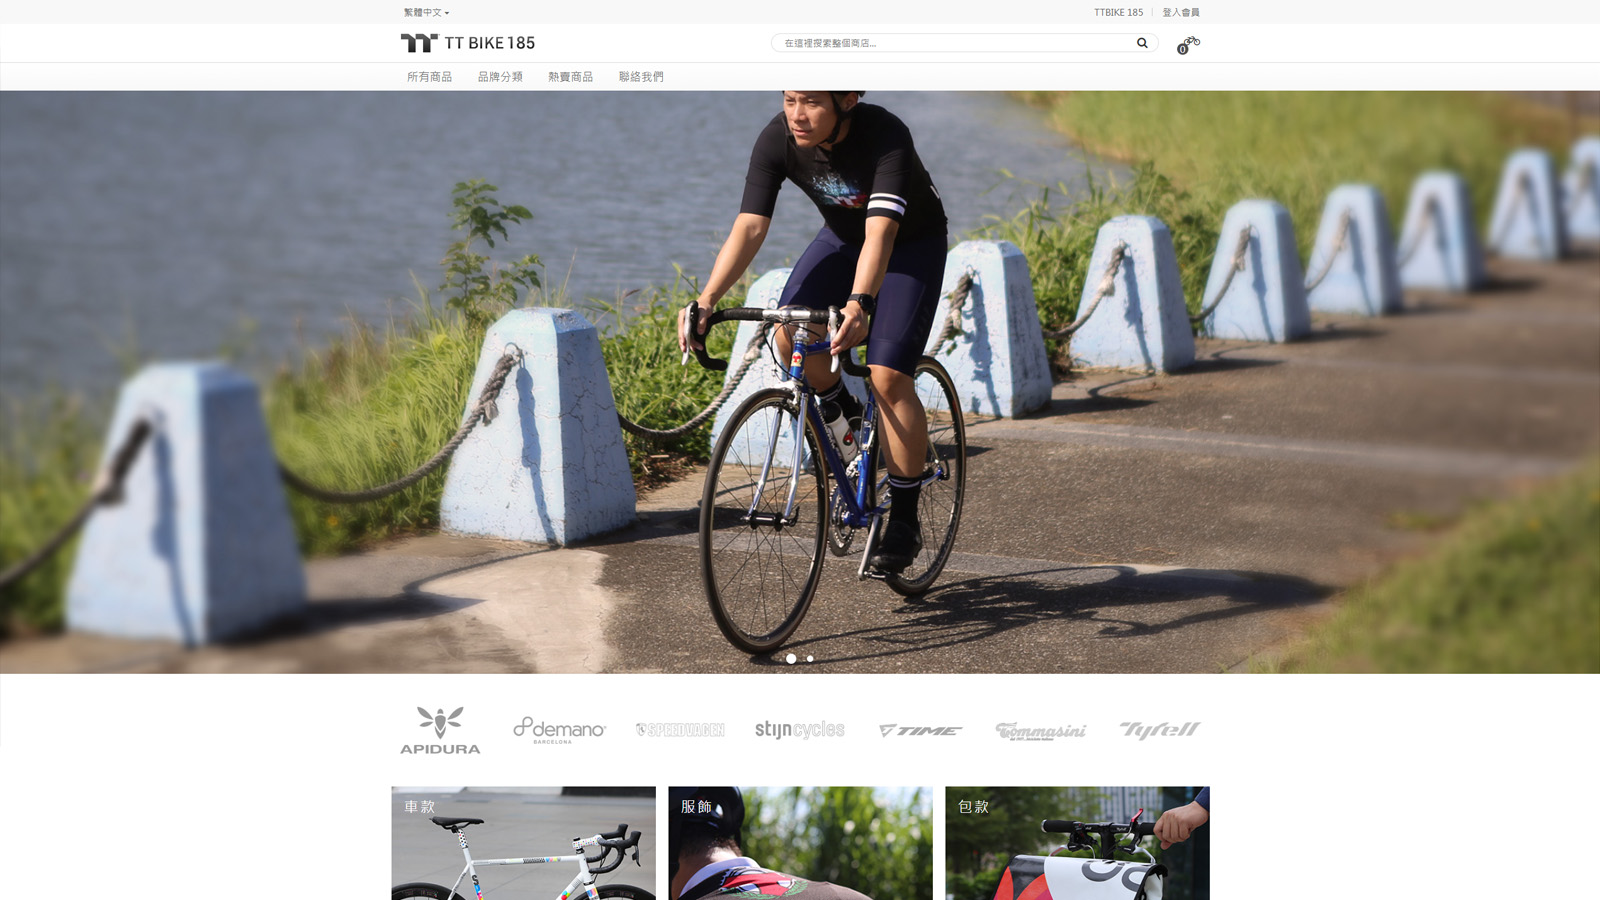 繁體中文
TTBIKE 185
登入會員
TT BIKE 185
在這裡搜索整個商店...
0
所有商品
品牌分類
熱賣商品
聯絡我們
APIDURA
demano
BARCELONA
SPEEDVAGEN
stijncycles
TIME
Tommasini
Tyrell
車款
服飾
包款